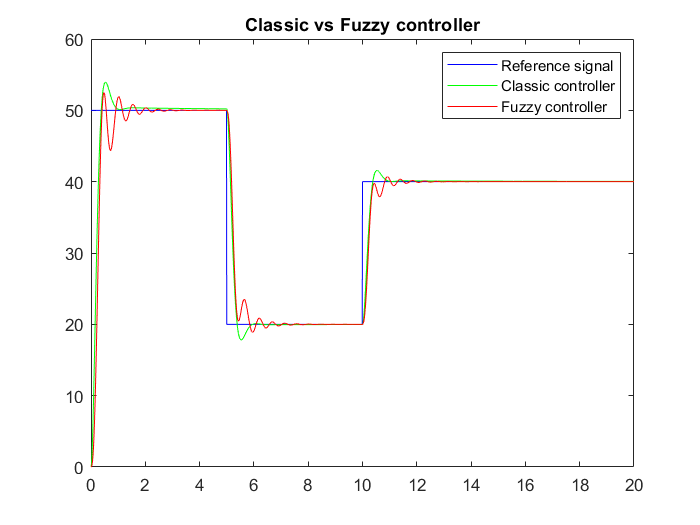 Classic vs Fuzzy controller
Reference signal
Classic controller
Fuzzy controller
60
50
40
30
20
10
0
0 2 4 6 8 10 12 14 16 18 20